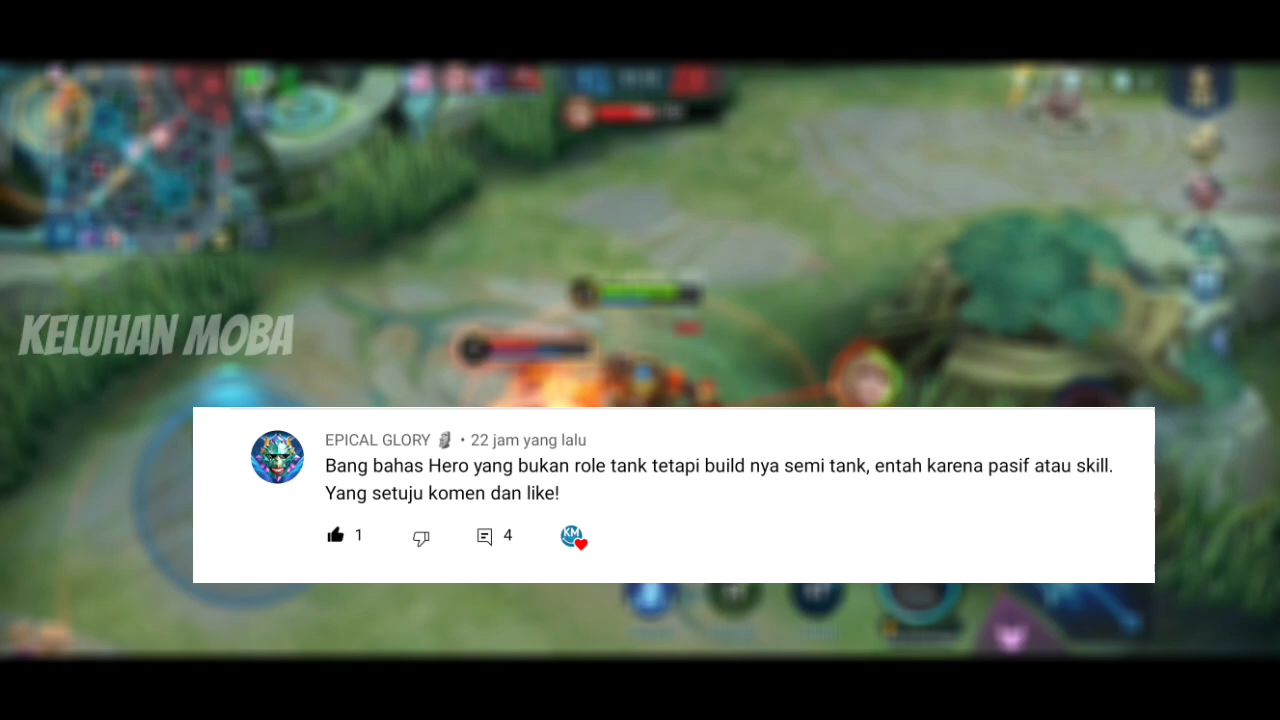 KELUHAN MOBA
EPICAL GLORY 🗿 • 22 jam yang lalu
Bang bahas Hero yang bukan role tank tetapi build nya semi tank, entah karena pasif atau skill.
Yang setuju komen dan like!
1 4 KM